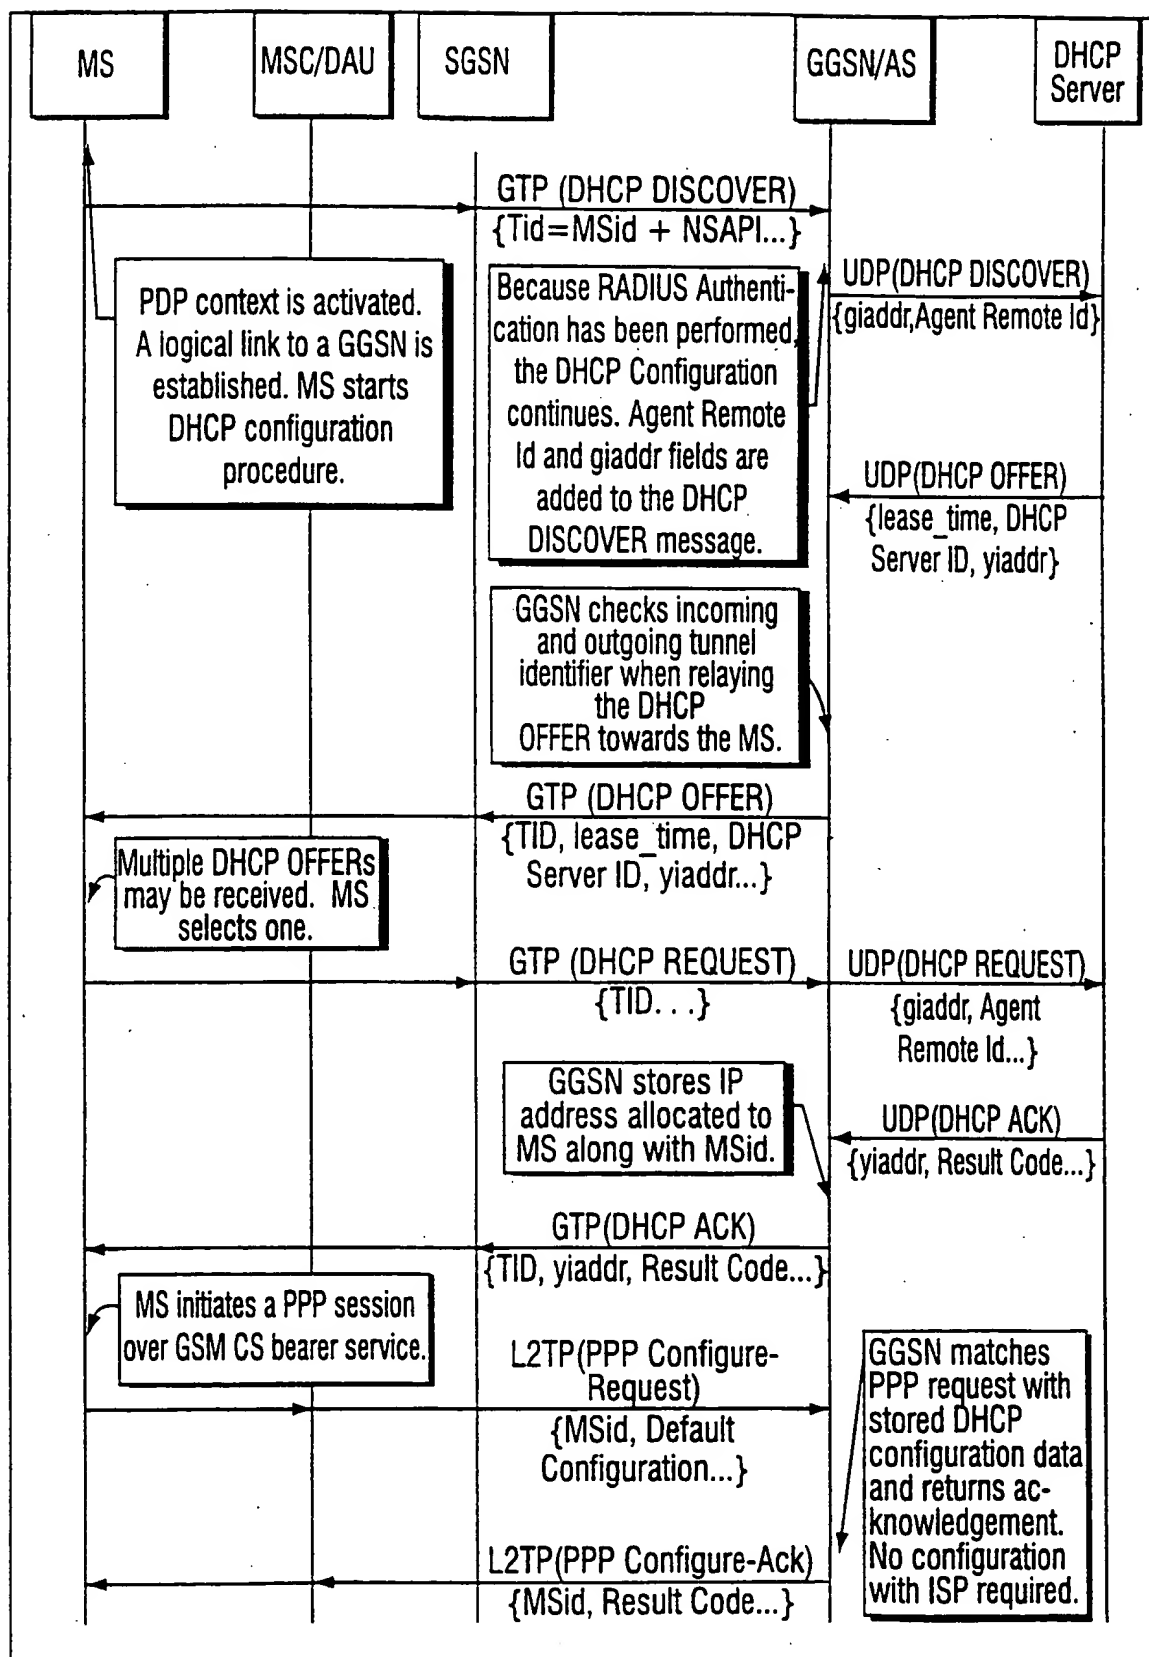 MS
MSC/DAU
SGSN
GGSN/AS
DHCP
Server
GTP (DHCP DISCOVER)
{Tid=MSid + NSAPI...}
PDP context is activated.
A logical link to a GGSN is
established. MS starts
DHCP configuration
procedure.
Because RADIUS Authenti-
cation has been performed,
the DHCP Configuration
continues. Agent Remote
Id and giaddr fields are
added to the DHCP
DISCOVER message.
UDP(DHCP DISCOVER)
{giaddr,Agent Remote Id}
UDP(DHCP OFFER)
{lease_time, DHCP
Server ID, yiaddr}
GGSN checks incoming
and outgoing tunnel
identifier when relaying
the DHCP
OFFER towards the MS.
GTP (DHCP OFFER)
{TID, lease_time, DHCP
Server ID, yiaddr...}
Multiple DHCP OFFERs
may be received. MS
selects one.
GTP (DHCP REQUEST)
{TID...}
UDP(DHCP REQUEST)
{giaddr, Agent
Remote Id...}
GGSN stores IP
address allocated to
MS along with MSid.
UDP(DHCP ACK)
{yiaddr, Result Code...}
GTP(DHCP ACK)
{TID, yiaddr, Result Code...}
MS initiates a PPP session
over GSM CS bearer service.
L2TP(PPP Configure-
Request)
{MSid, Default
Configuration...}
GGSN matches
PPP request with
stored DHCP
configuration data
and returns ac-
knowledgement.
No configuration
with ISP required.
L2TP(PPP Configure-Ack)
{MSid, Result Code...}